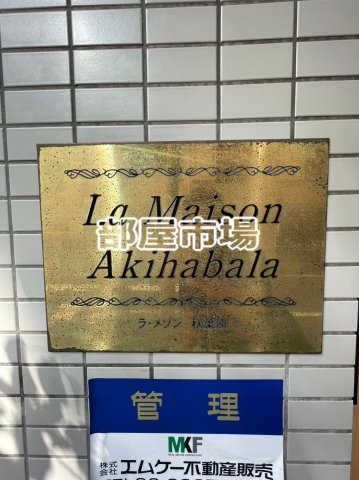 La Maison
部屋市場
Akihabala
ラ・メゾン 秋葉原
管理
MKF
株式会社エムケー不動産販売